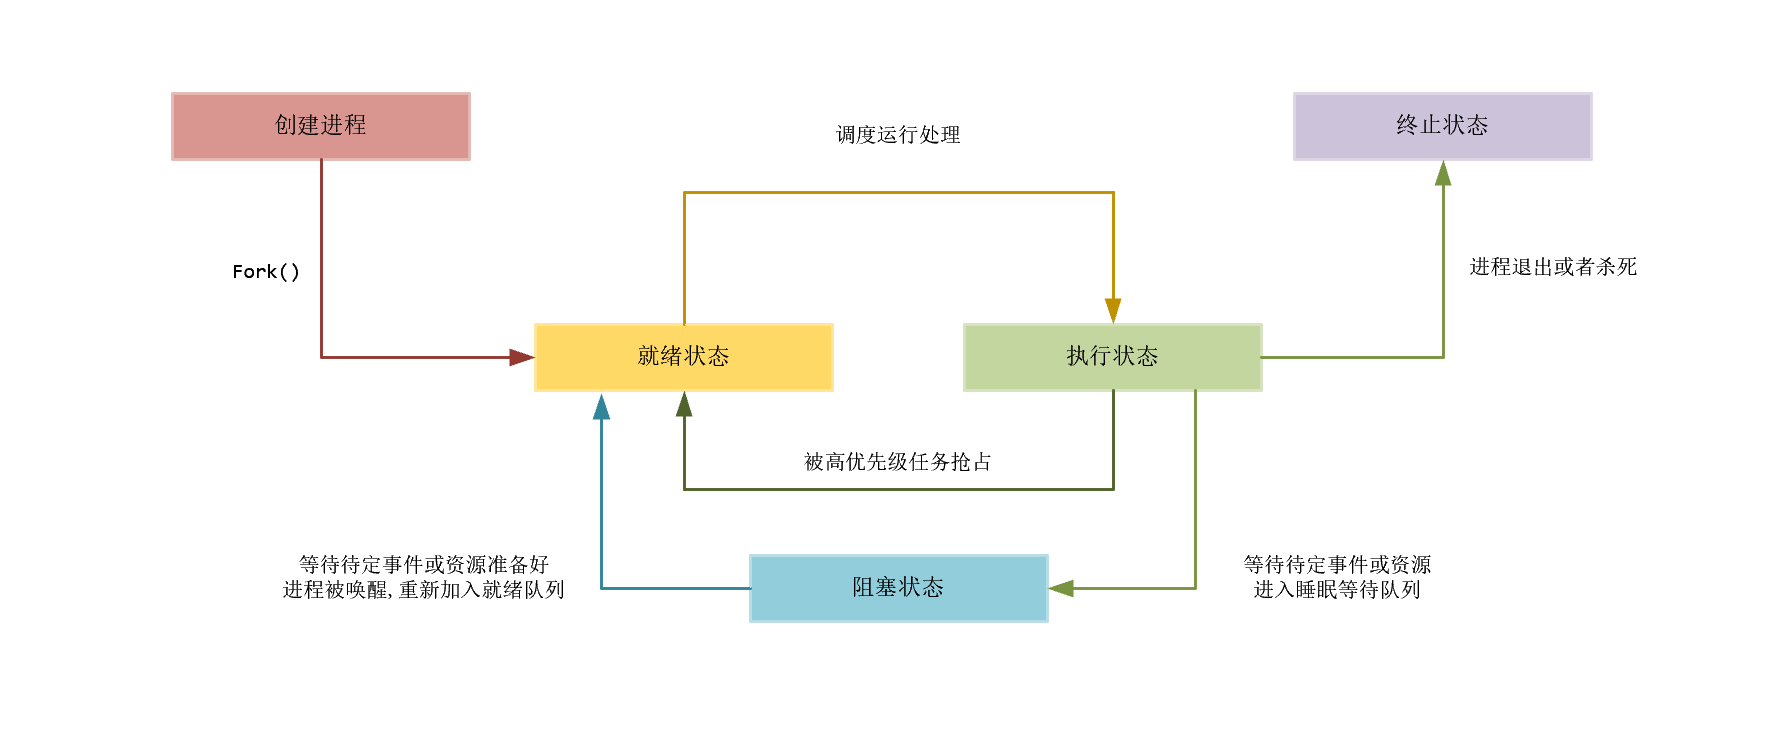 创建进程
终止状态
调度运行处理
Fork()
进程退出或者杀死
就绪状态
执行状态
被高优先级任务抢占
等待待定事件或资源准备好
进程被唤醒,重新加入就绪队列
阻塞状态
等待待定事件或资源
进入睡眠等待队列